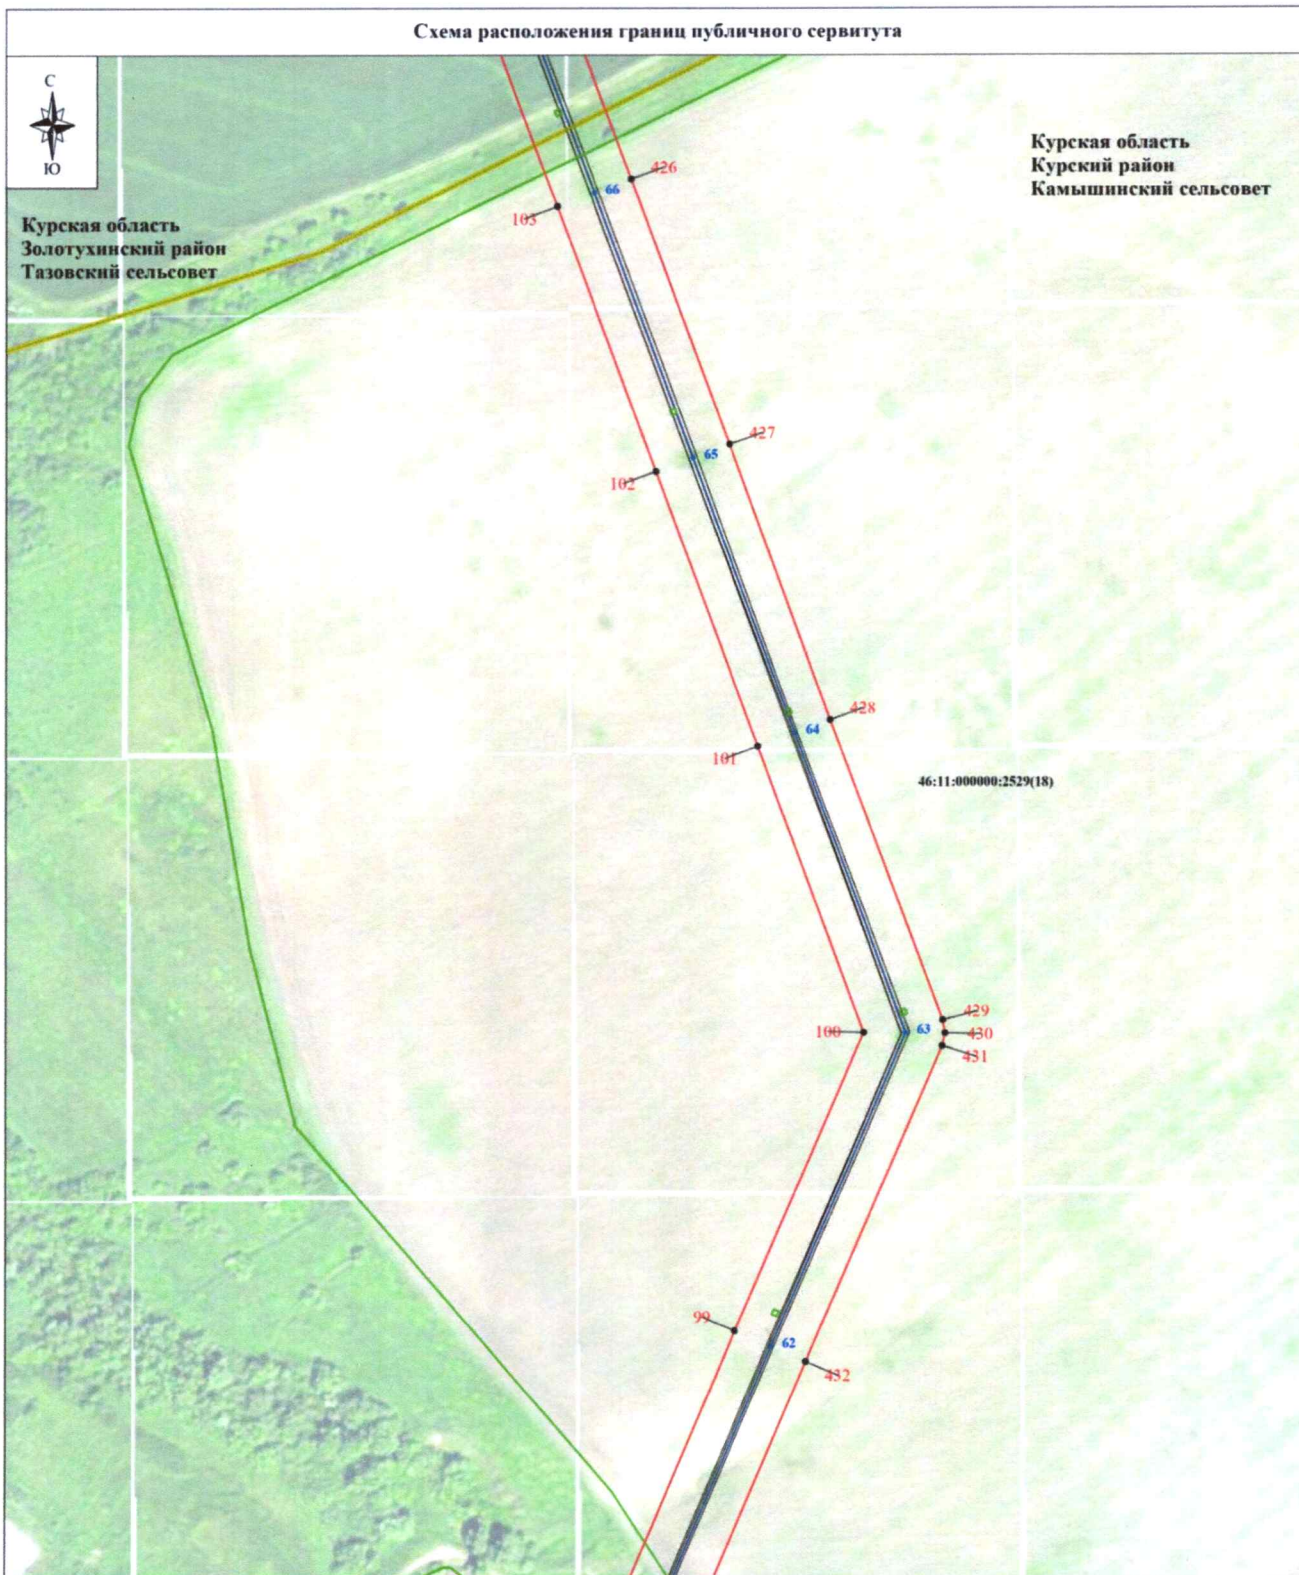 Схема расположения границ публичного сервитута
С
Ю
Курская область
Курский район
Камышинский сельсовет
Курская область
Золотухинский район
Тазовский сельсовет
66
426
103
427
65
102
428
64
101
46:11:000000:2529(18)
429
100
63
430
431
99
62
432